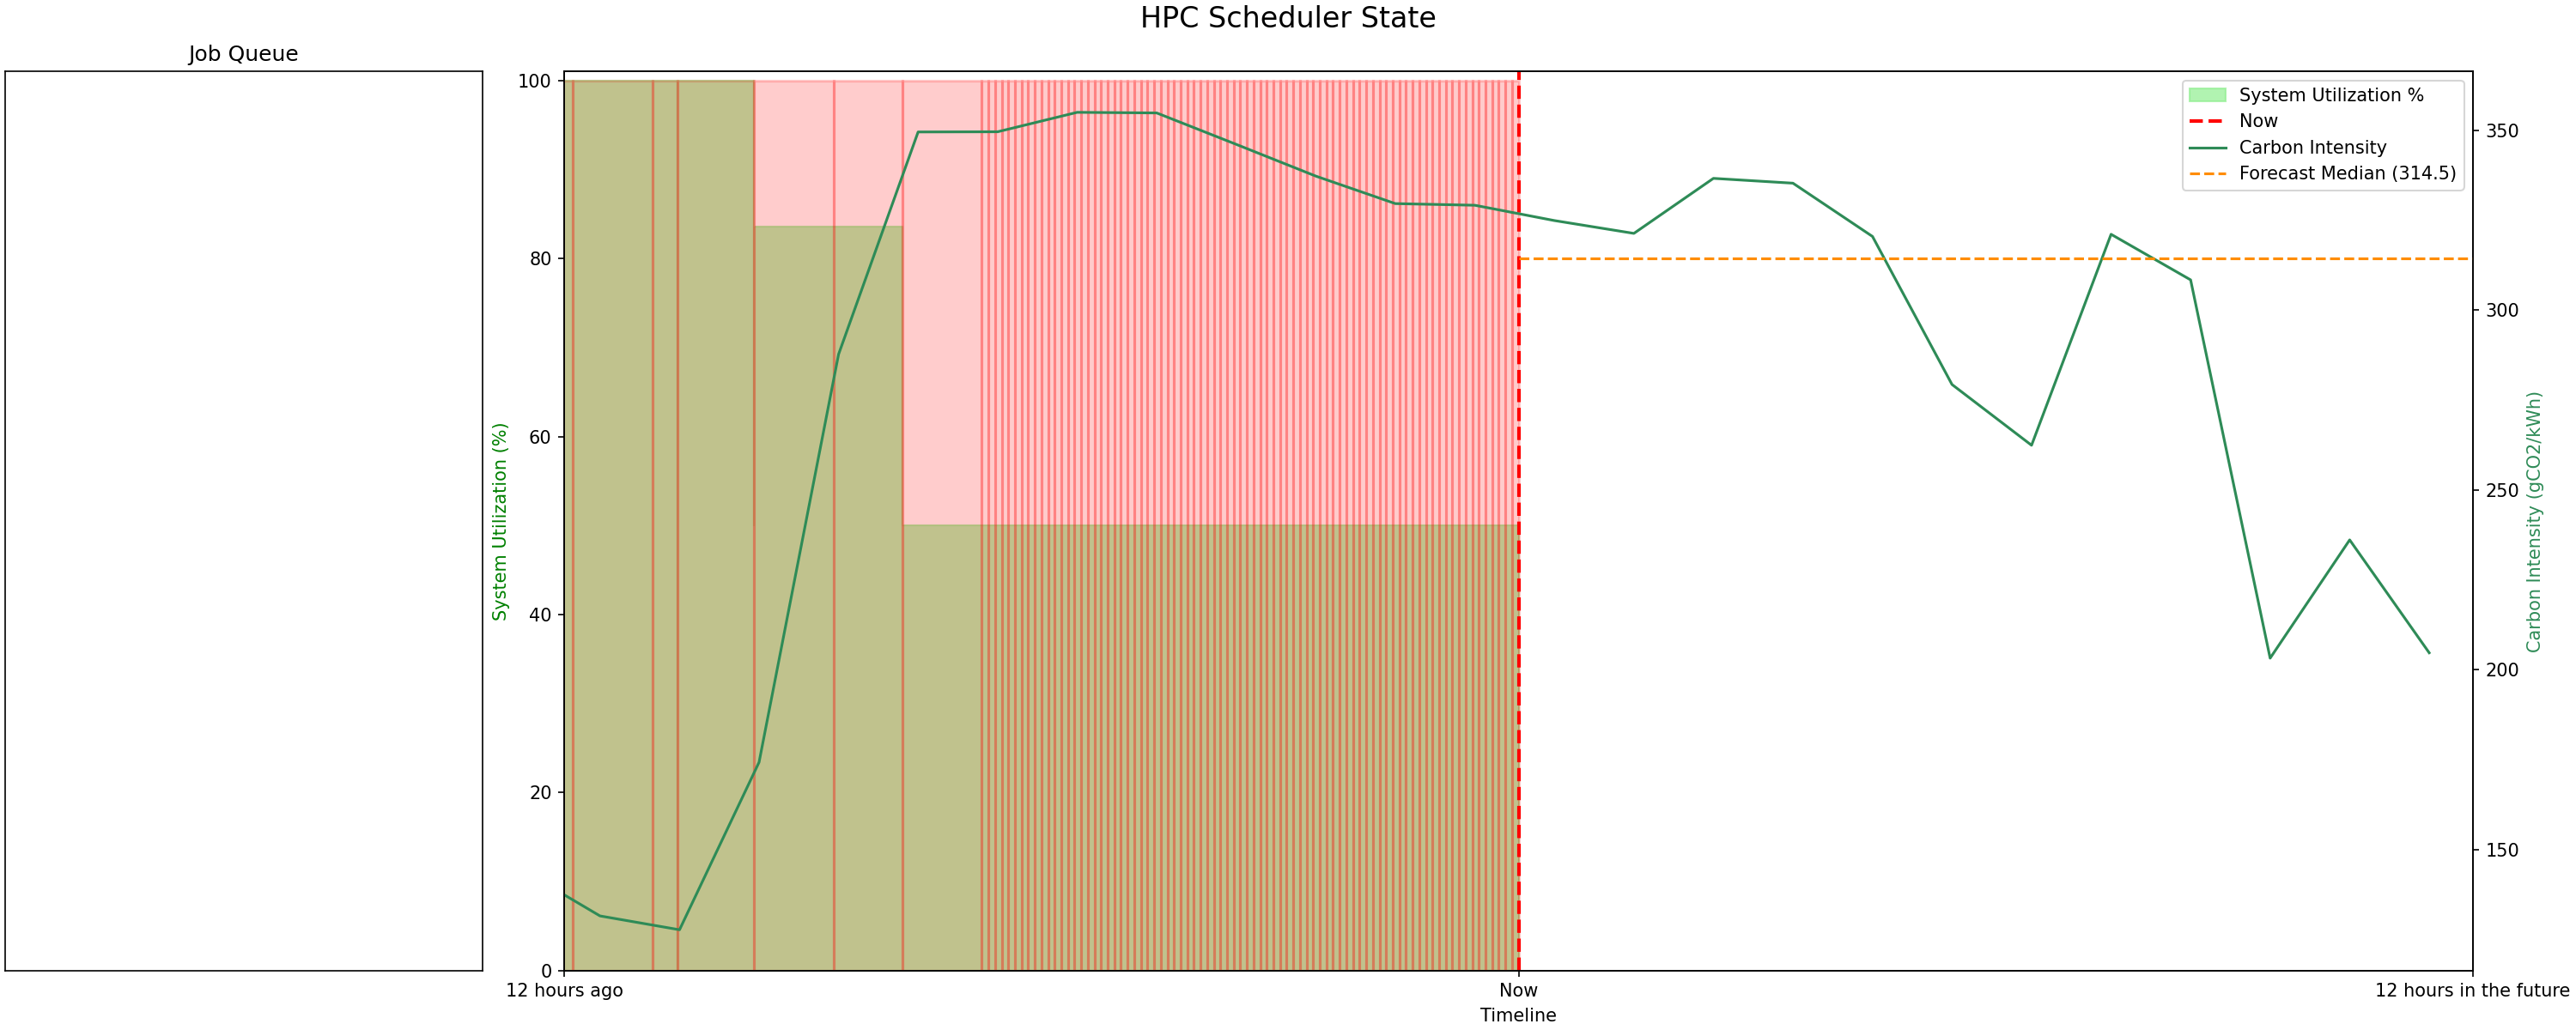 HPC Scheduler State
Job Queue
System Utilization (%)
100
80
60
40
20
0
System Utilization %
Now
Carbon Intensity
Forecast Median (314.5)
350
300
250
200
150
Carbon Intensity (gCO2/kWh)
12 hours ago
Now
12 hours in the future
Timeline